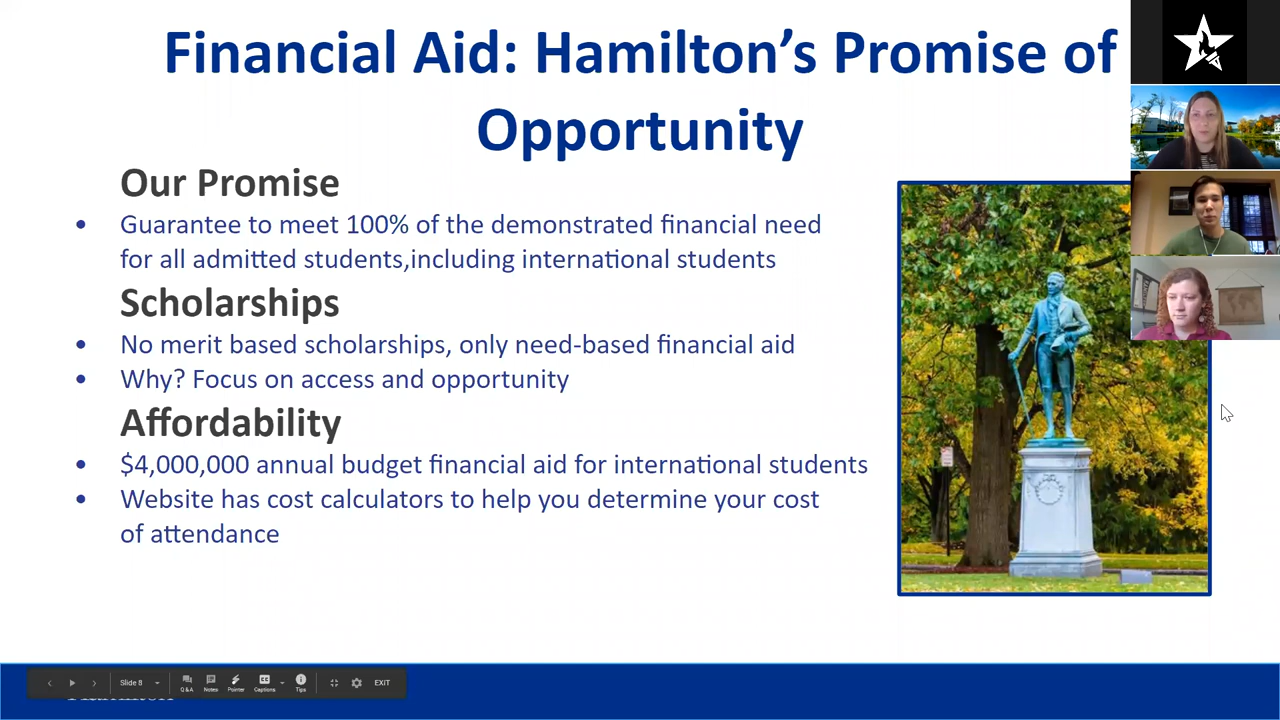 Financial Aid: Hamilton’s Promise of
Opportunity
Our Promise
• Guarantee to meet 100% of the demonstrated financial need
for all admitted students,including international students
Scholarships
• No merit based scholarships, only need-based financial aid
• Why? Focus on access and opportunity
Affordability
• $4,000,000 annual budget financial aid for international students
• Website has cost calculators to help you determine your cost
of attendance
Slide 8
Q&A
Notes
Pointer
Captions
Tips
EXIT